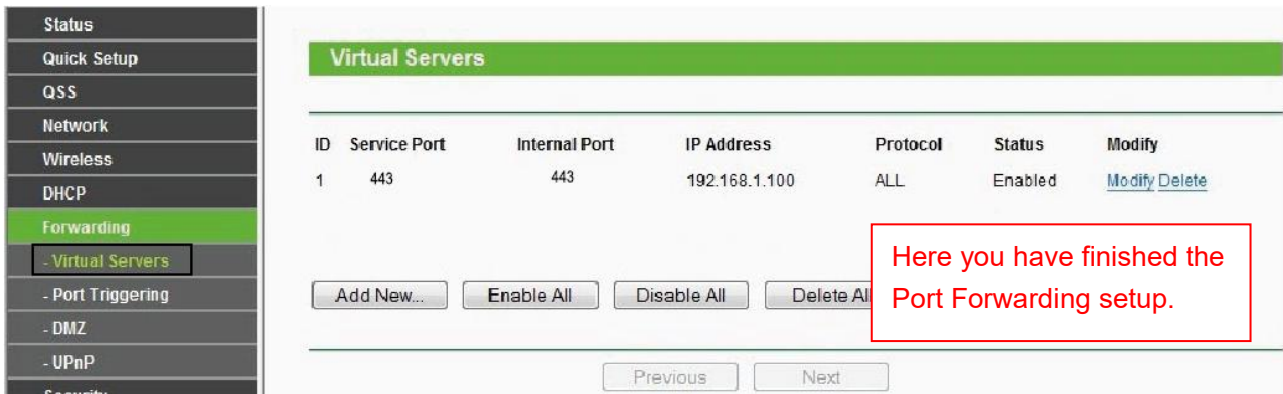 Status
Quick Setup
QSS
Network
Wireless
DHCP
Forwarding
- Virtual Servers
- Port Triggering
- DMZ
- UPnP
Security
Virtual Servers
ID Service Port Internal Port IP Address Protocol Status Modify
1 443 443 192.168.1.100 ALL Enabled Modify Delete
Add New... Enable All Disable All Delete All
Here you have finished the
Port Forwarding setup.
Previous Next